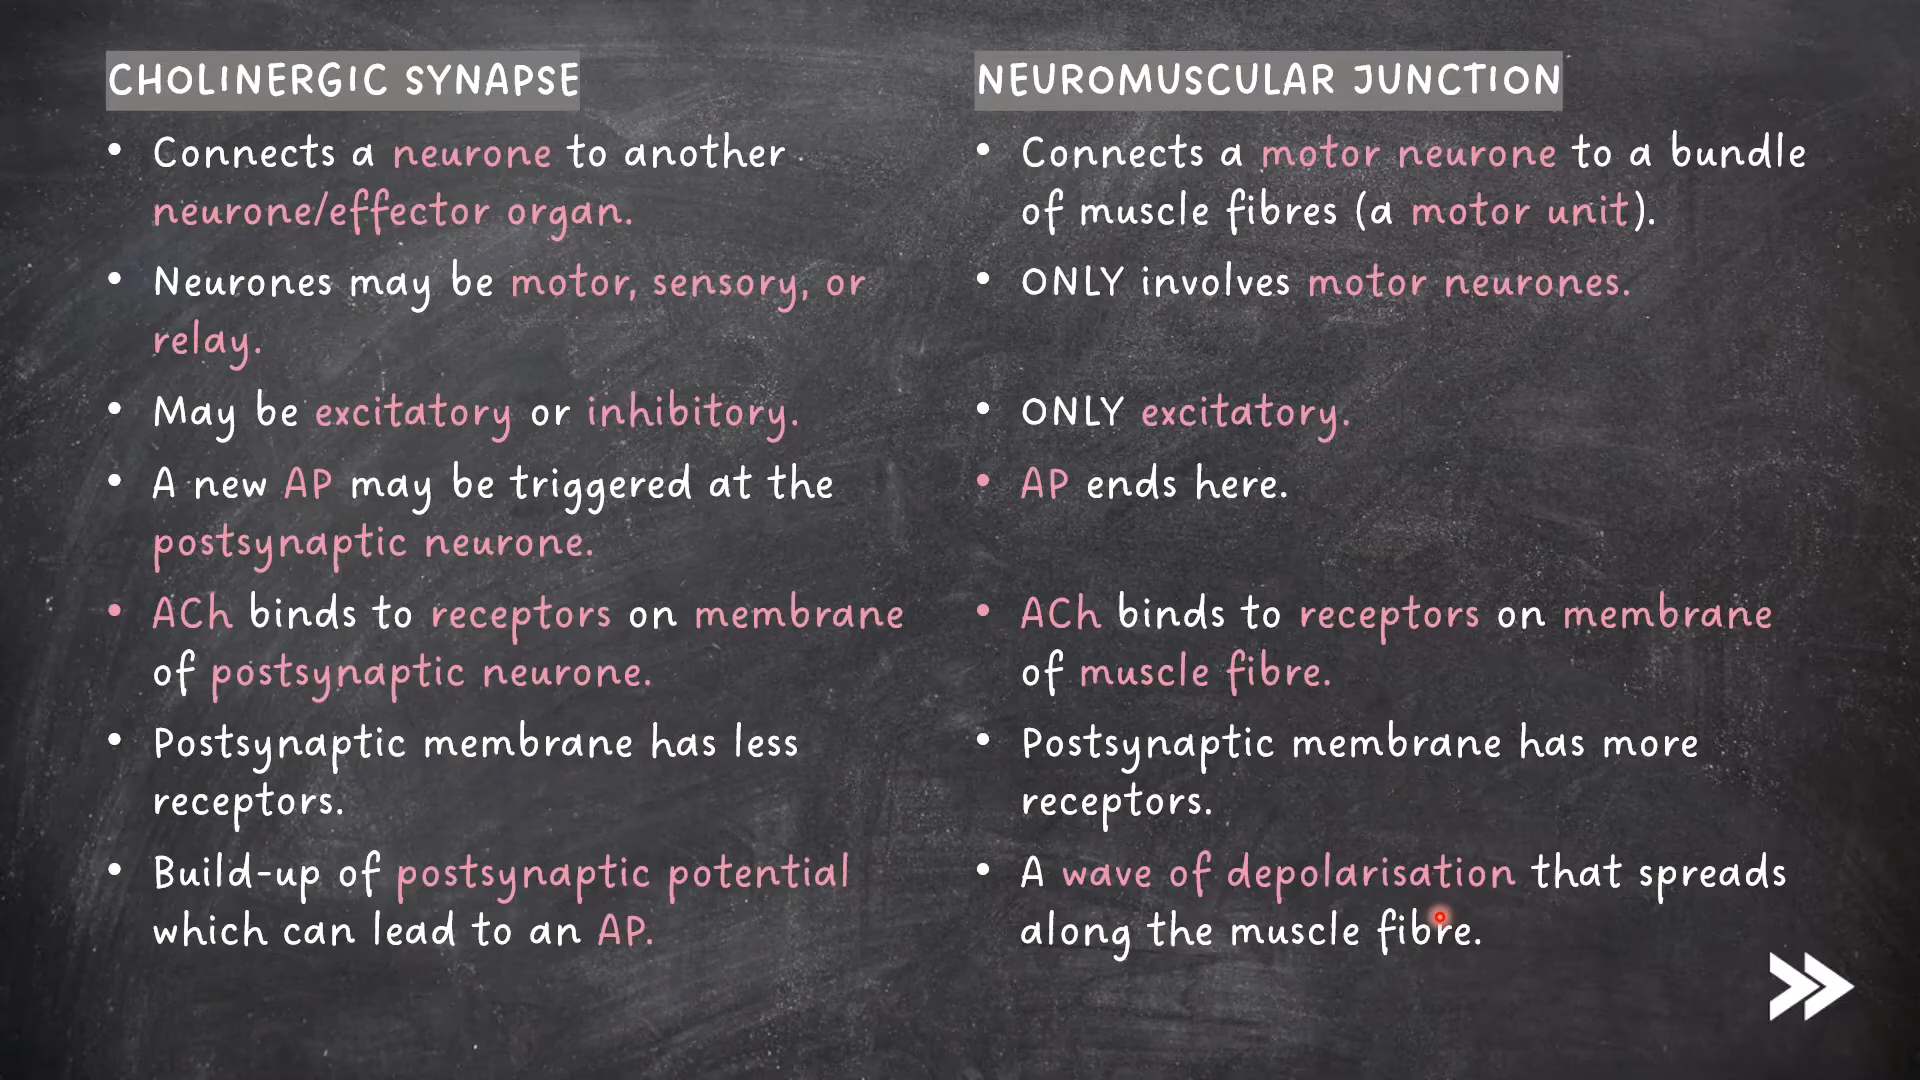 CHOLINERGIC SYNAPSE
• Connects a neurone to another
neurone/effector organ.
• Neurones may be motor, sensory, or
relay.
• May be excitatory or inhibitory.
• A new AP may be triggered at the
postsynaptic neurone.
• ACh binds to receptors on membrane
of postsynaptic neurone.
• Postsynaptic membrane has less
receptors.
• Build-up of postsynaptic potential
which can lead to an AP.
NEUROMUSCULAR JUNCTION
• Connects a motor neurone to a bundle
of muscle fibres (a motor unit).
• ONLY involves motor neurones.
• ONLY excitatory.
• AP ends here.
• ACh binds to receptors on membrane
of muscle fibre.
• Postsynaptic membrane has more
receptors.
• A wave of depolarisation that spreads
along the muscle fibre.